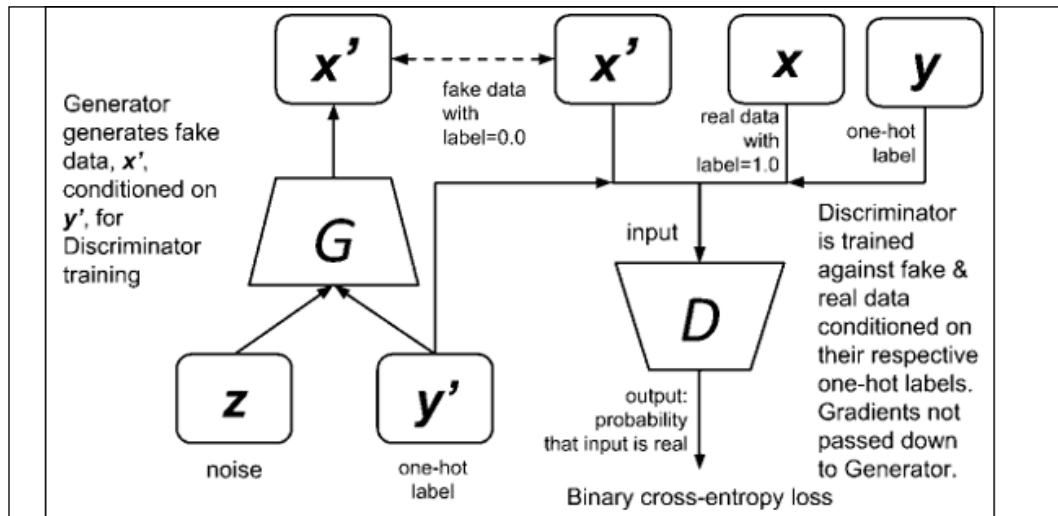 x’
x’
x
y
Generator
generates fake
data, x’,
conditioned on
y’, for
Discriminator
training
fake data
with
label=0.0
real data
with
label=1.0
one-hot
label
G
input
D
Discriminator
is trained
against fake &
real data
conditioned on
their respective
one-hot labels.
Gradients not
passed down
to Generator.
z
y’
noise
one-hot
label
output:
probability
that input is real
Binary cross-entropy loss